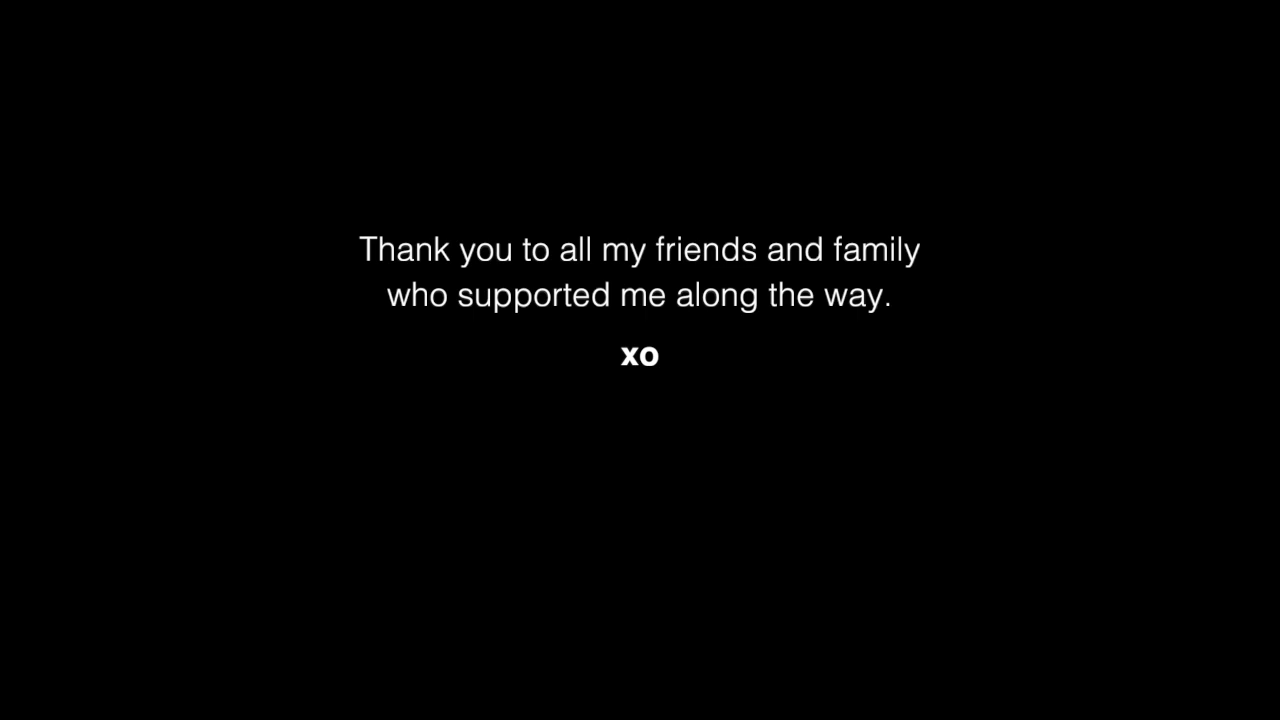 Thank you to all my friends and family
who supported me along the way.
xo